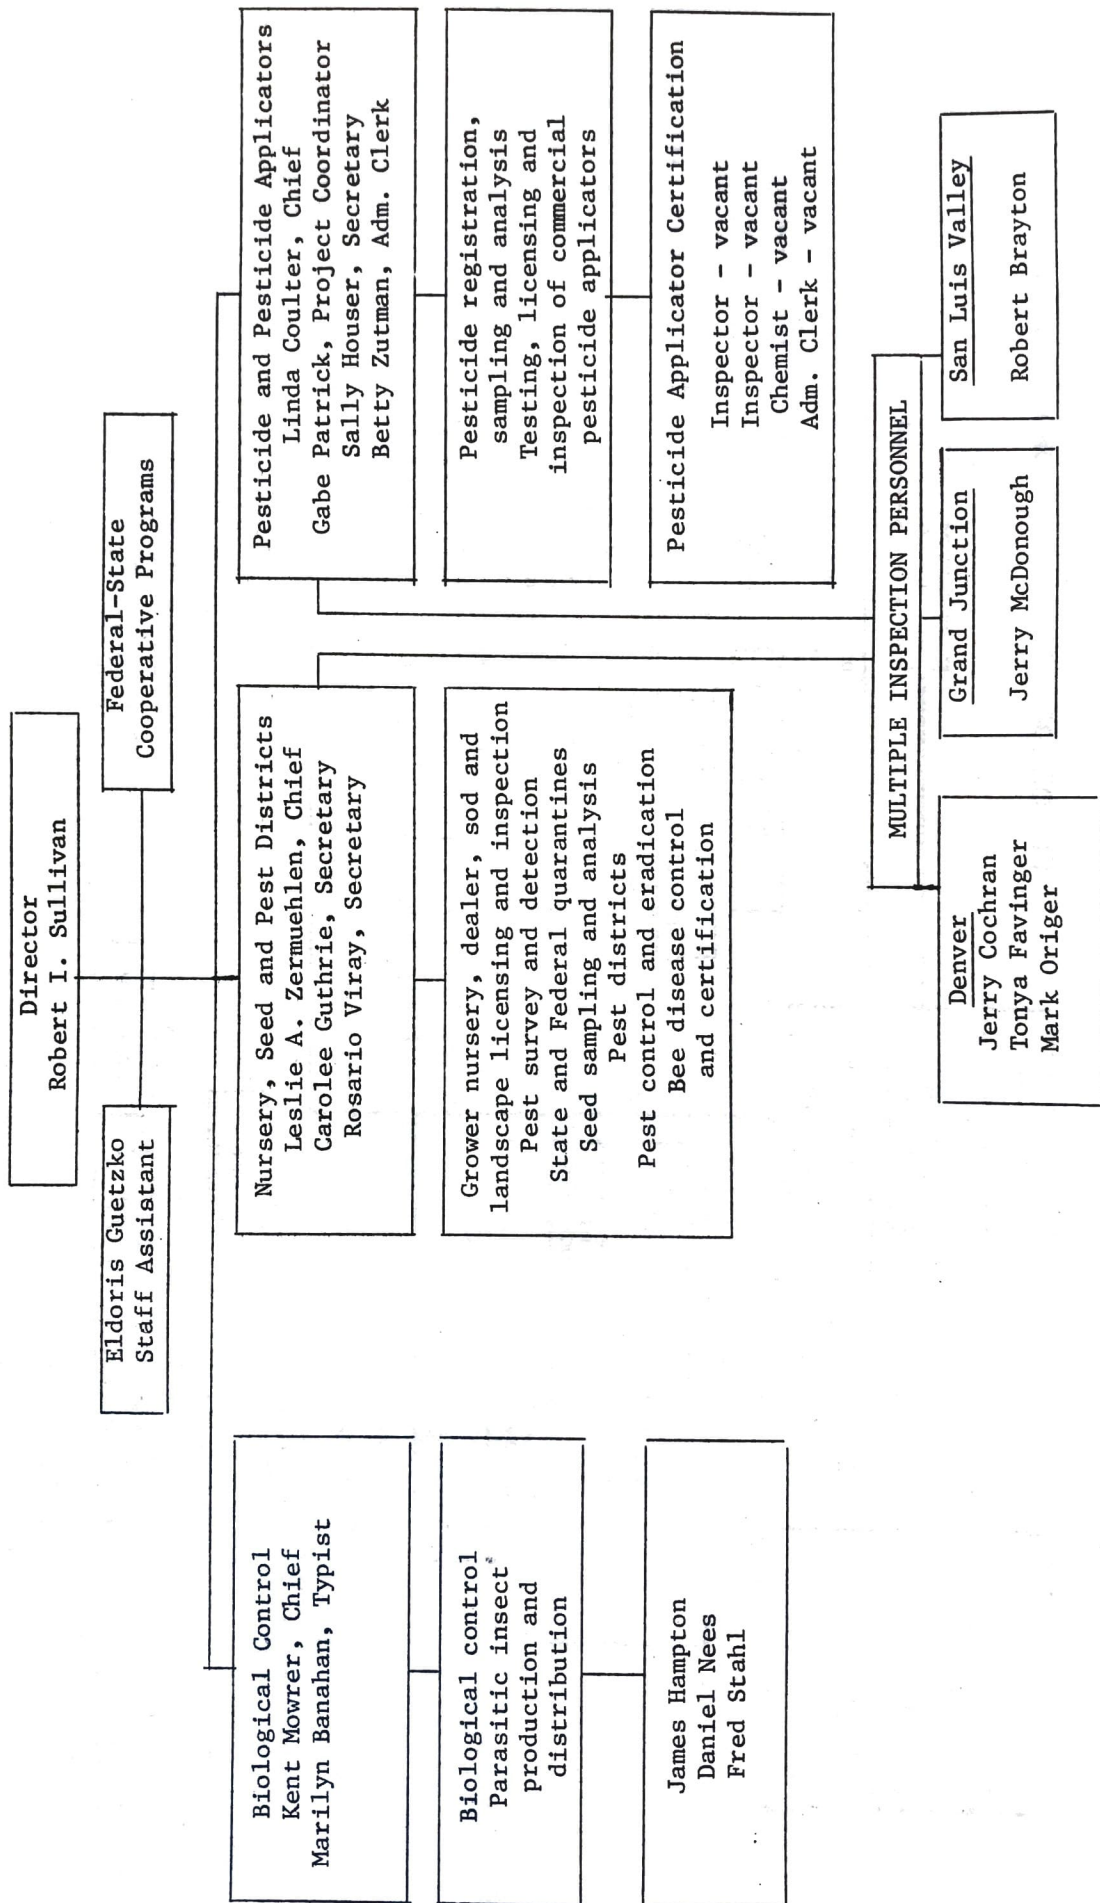 Director
Robert I. Sullivan
Eldoris Guetzko
Staff Assistant
Federal-State
Cooperative Programs
Biological Control
Kent Mowrer, Chief
Marilyn Banahan, Typist
Biological control
Parasitic insect
production and
distribution
James Hampton
Daniel Nees
Fred Stahl
Nursery, Seed and Pest Districts
Leslie A. Zermuehlen, Chief
Carolee Guthrie, Secretary
Rosario Viray, Secretary
Grower nursery, dealer, sod and
landscape licensing and inspection
Pest survey and detection
State and Federal quarantines
Seed sampling and analysis
Pest districts
Pest control and eradication
Bee disease control
and certification
Pesticide and Pesticide Applicators
Linda Coulter, Chief
Gabe Patrick, Project Coordinator
Sally Houser, Secretary
Betty Zutman, Adm. Clerk
Pesticide registration,
sampling and analysis
Testing, licensing and
inspection of commercial
pesticide applicators
Pesticide Applicator Certification
Inspector - vacant
Inspector - vacant
Chemist - vacant
Adm. Clerk - vacant
MULTIPLE INSPECTION PERSONNEL
Denver
Jerry Cochran
Tonya Favinger
Mark Origer
Grand Junction
Jerry McDonough
San Luis Valley
Robert Brayton